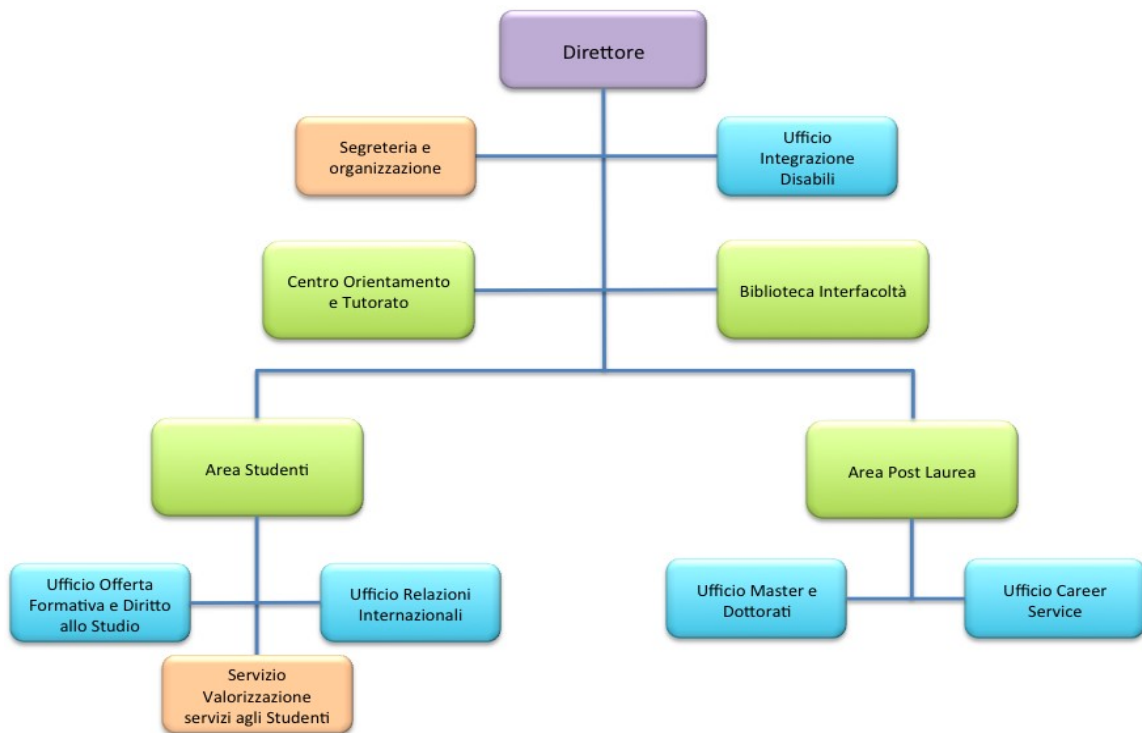 Direttore
Segreteria e
organizzazione
Ufficio
Integrazione
Disabili
Centro Orientamento
e Tutorato
Biblioteca Interfacoltà
Area Studenti
Area Post Laurea
Ufficio Offerta
Formativa e Diritto
allo Studio
Ufficio Relazioni
Internazionali
Ufficio Master e
Dottorati
Ufficio Career
Service
Servizio
Valorizzazione
servizi agli Studenti